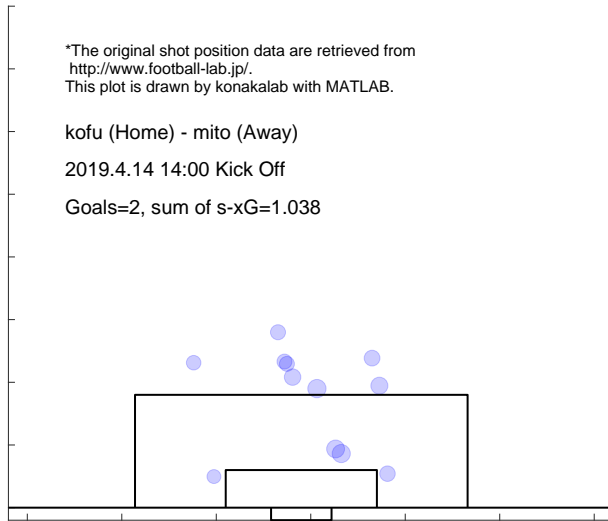 *The original shot position data are retrieved from
http://www.football-lab.jp/.
This plot is drawn by konakalab with MATLAB.
kofu (Home) - mito (Away)
2019.4.14 14:00 Kick Off
Goals=2, sum of s-xG=1.038